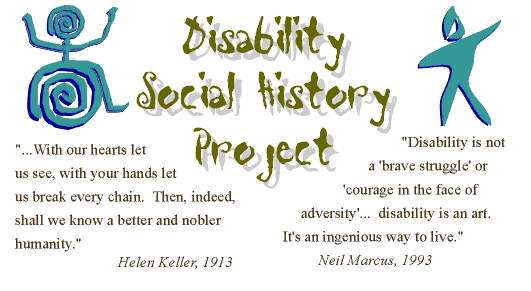 Disability
Social History
Project
"...With our hearts let
us see, with your hands let
us break every chain. Then, indeed,
shall we know a better and nobler
humanity."
Helen Keller, 1913
"Disability is not
a 'brave struggle' or
'courage in the face of
adversity'... disability is an art.
It's an ingenious way to live."
Neil Marcus, 1993